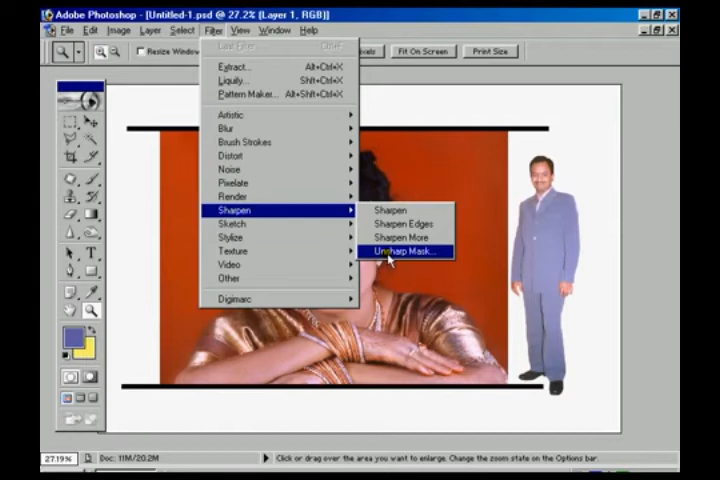 Adobe Photoshop - [Untitled-1.psd @ 27.2% (Layer 1, RGB)]
File Edit Image Layer Select Filter View Window Help
Last Filter Ctrl+F
Resize Window
Fit On Screen
Print Size
Extract... Alt+Ctrl+X
Liquify... Shft+Ctrl+X
Pattern Maker... Alt+Shft+Ctrl+X
Artistic
Blur
Brush Strokes
Distort
Noise
Pixelate
Render
Sharpen
Sketch
Stylize
Texture
Video
Other
Digimarc
Sharpen
Sharpen Edges
Sharpen More
Unsharp Mask...
27.19% Doc: 11M/20.2M Click or drag over the area you want to enlarge. Change the zoom state on the Options bar.